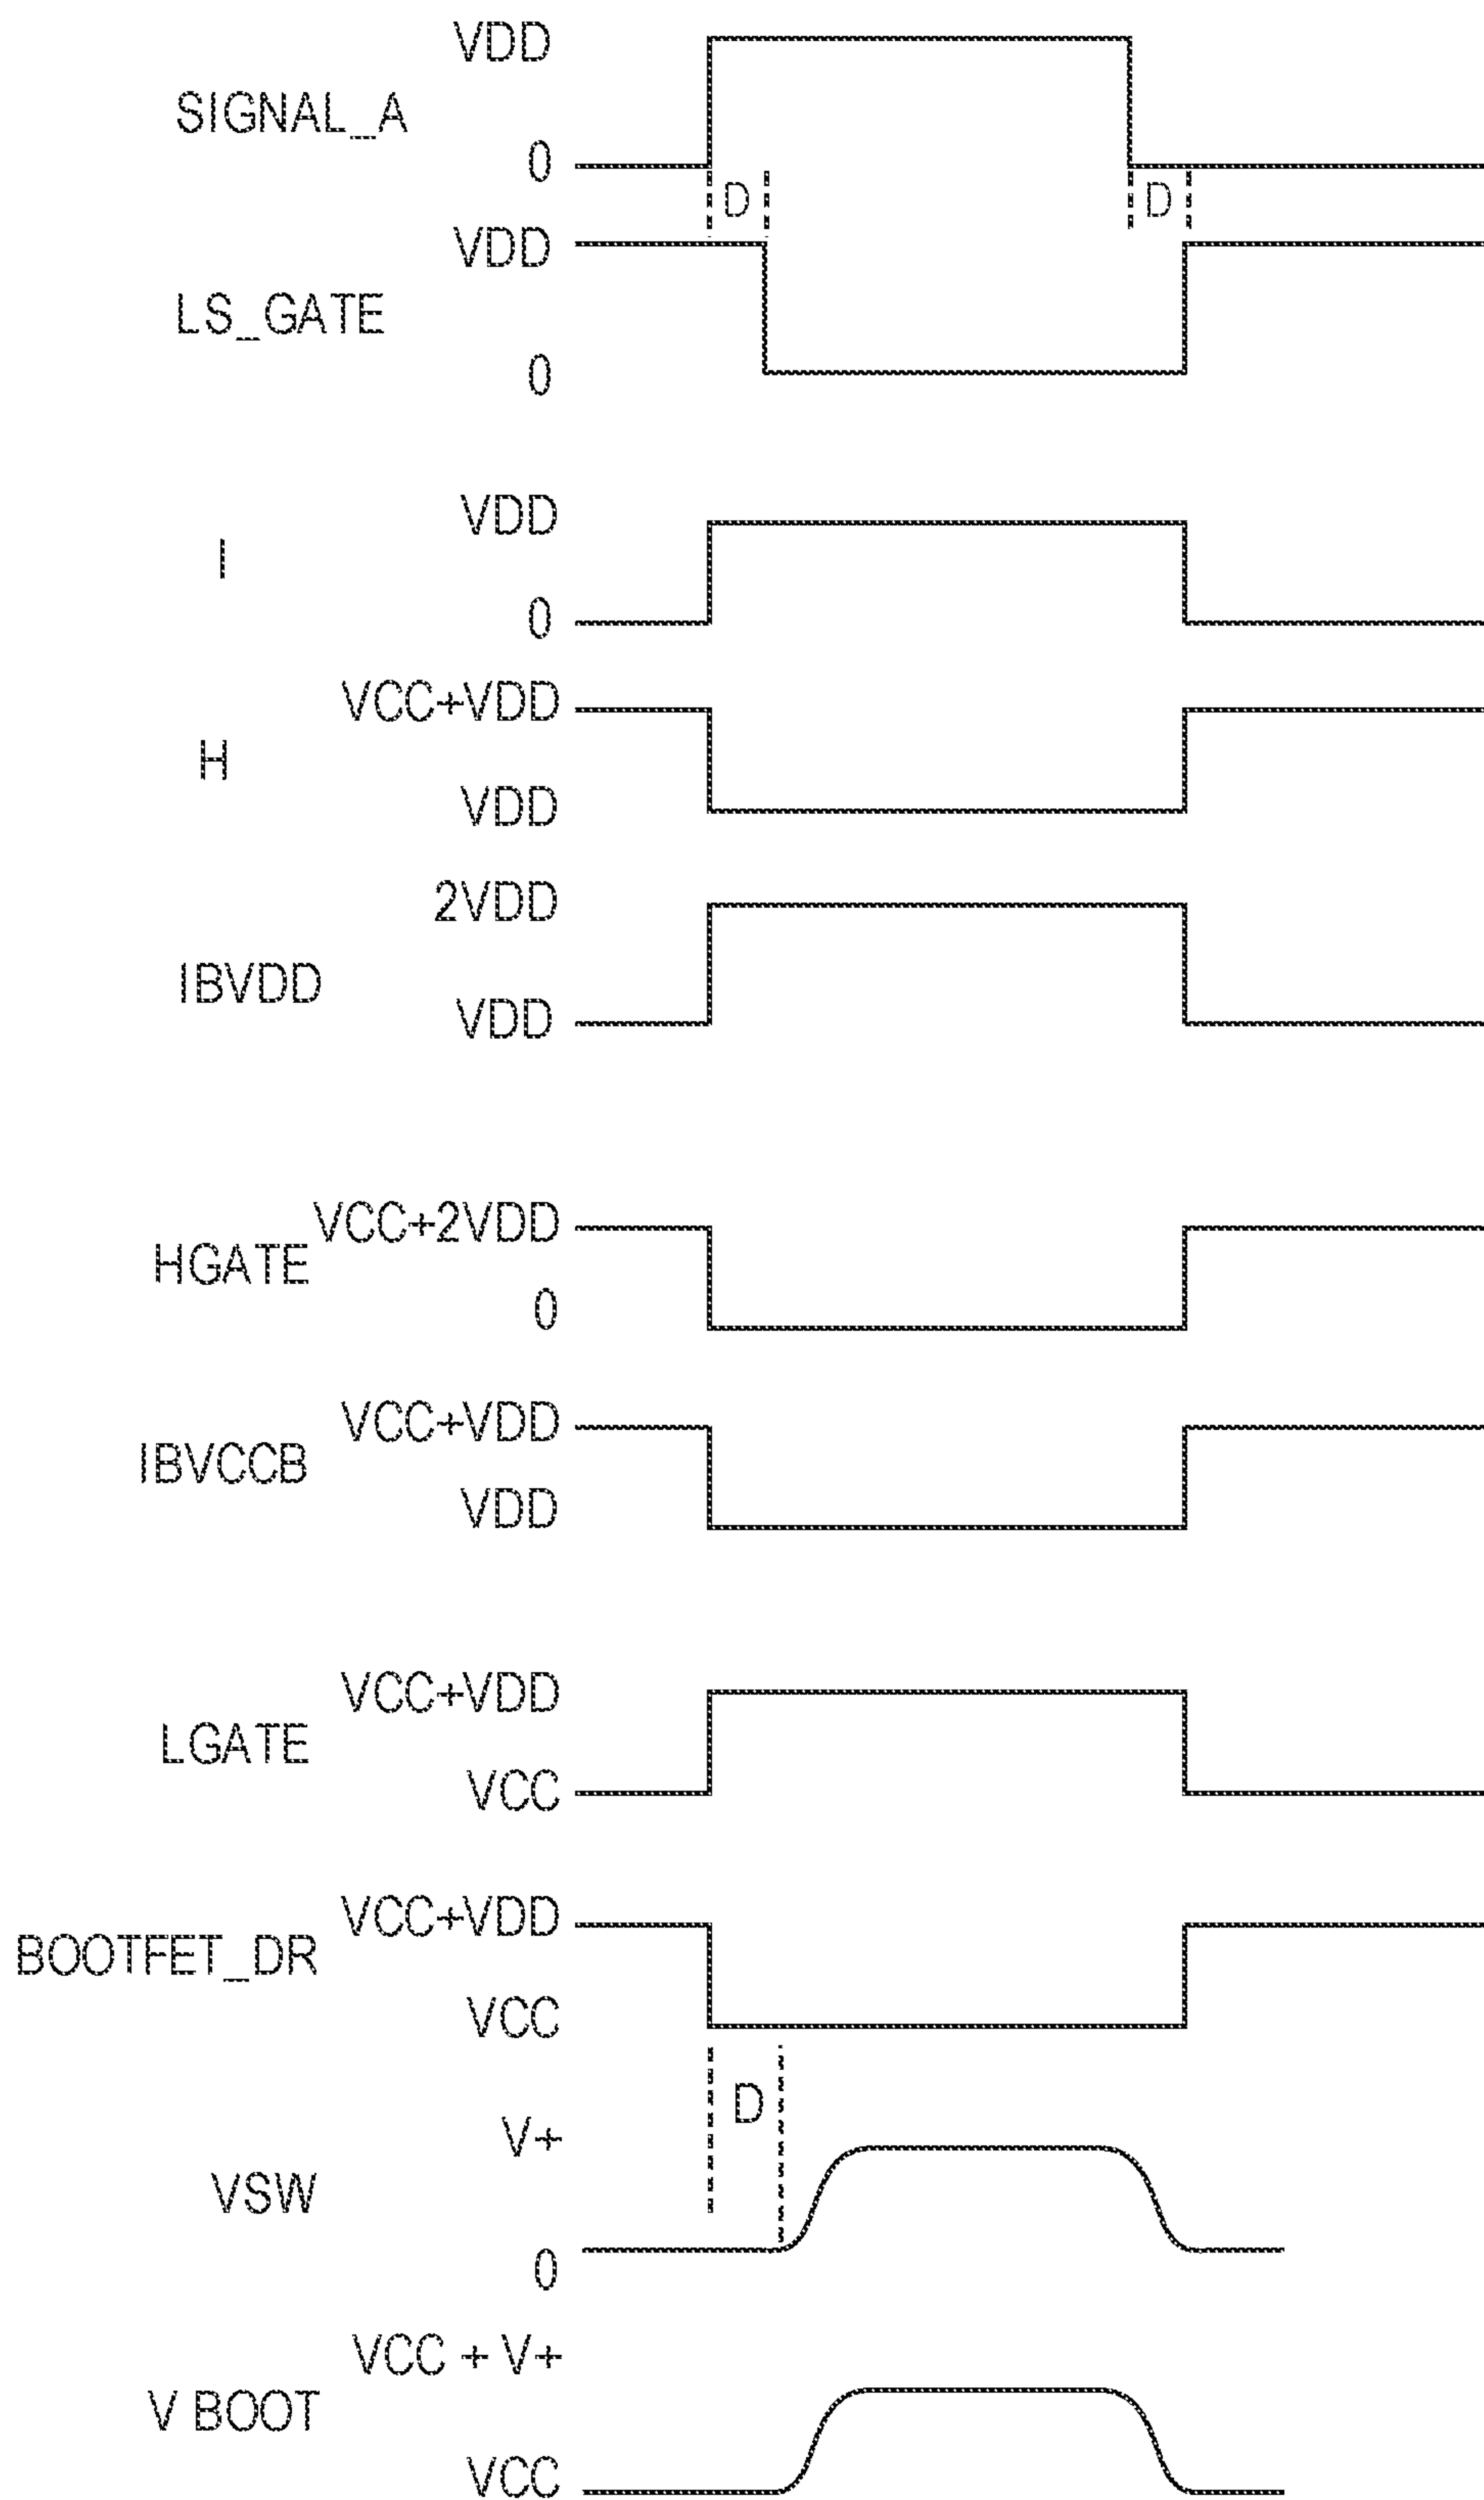 VDD
SIGNAL_A
0
D D
VDD
LS_GATE
0
VDD
I
0
VCC+VDD
H
VDD
2VDD
IBVDD
VDD
VCC+2VDD
HGATE
0
VCC+VDD
IBVCCB
VDD
VCC+VDD
LGATE
VCC
VCC+VDD
BOOTFET_DR
VCC
D
V+
VSW
0
VCC + V+
V BOOT
VCC